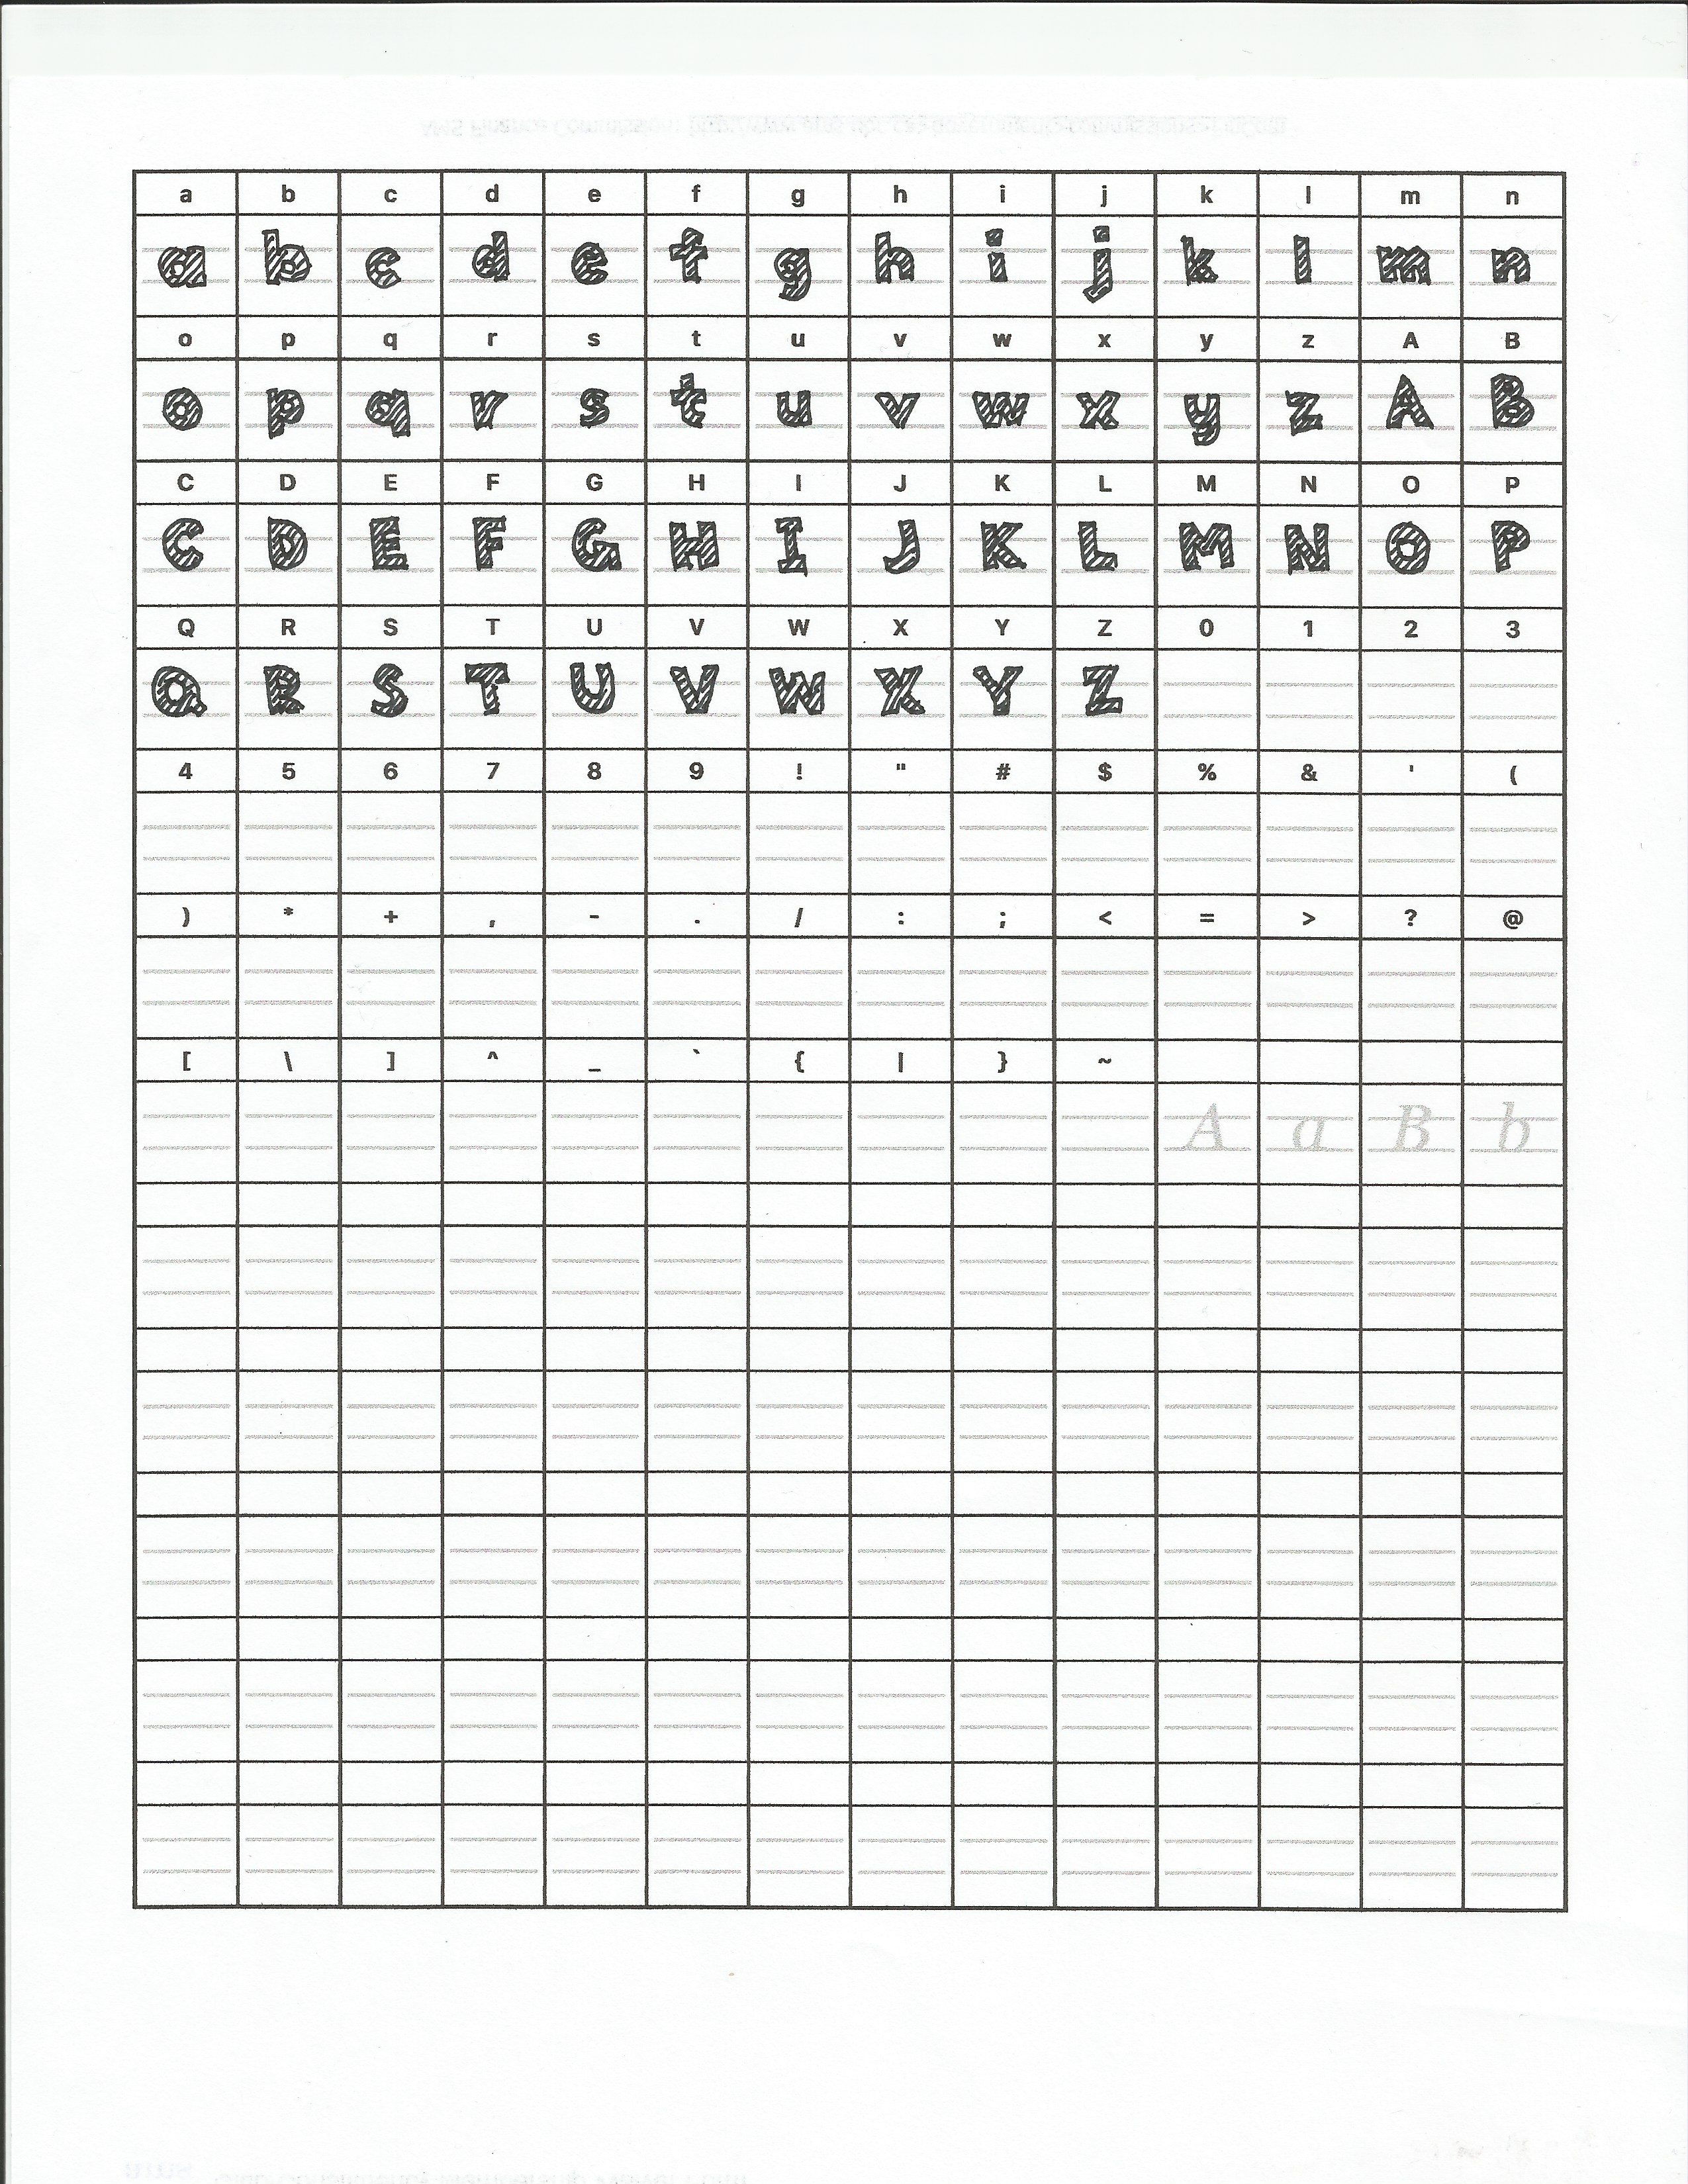 a b c d e f g h i j k l m n
a b c d e f g h i j k l m n
o p q r s t u v w x y z A B
o p q r s t u v w x y z A B
C D E F G H I J K L M N O P
C D E F G H I J K L M N O P
Q R S T U V W X Y Z 0 1 2 3
Q R S T U V W X Y Z
4 5 6 7 8 9 ! " # $ % & ' (
) * + , - . / : ; < = > ? @
[ \ ] ^ _ ` { | } ~
A a B b